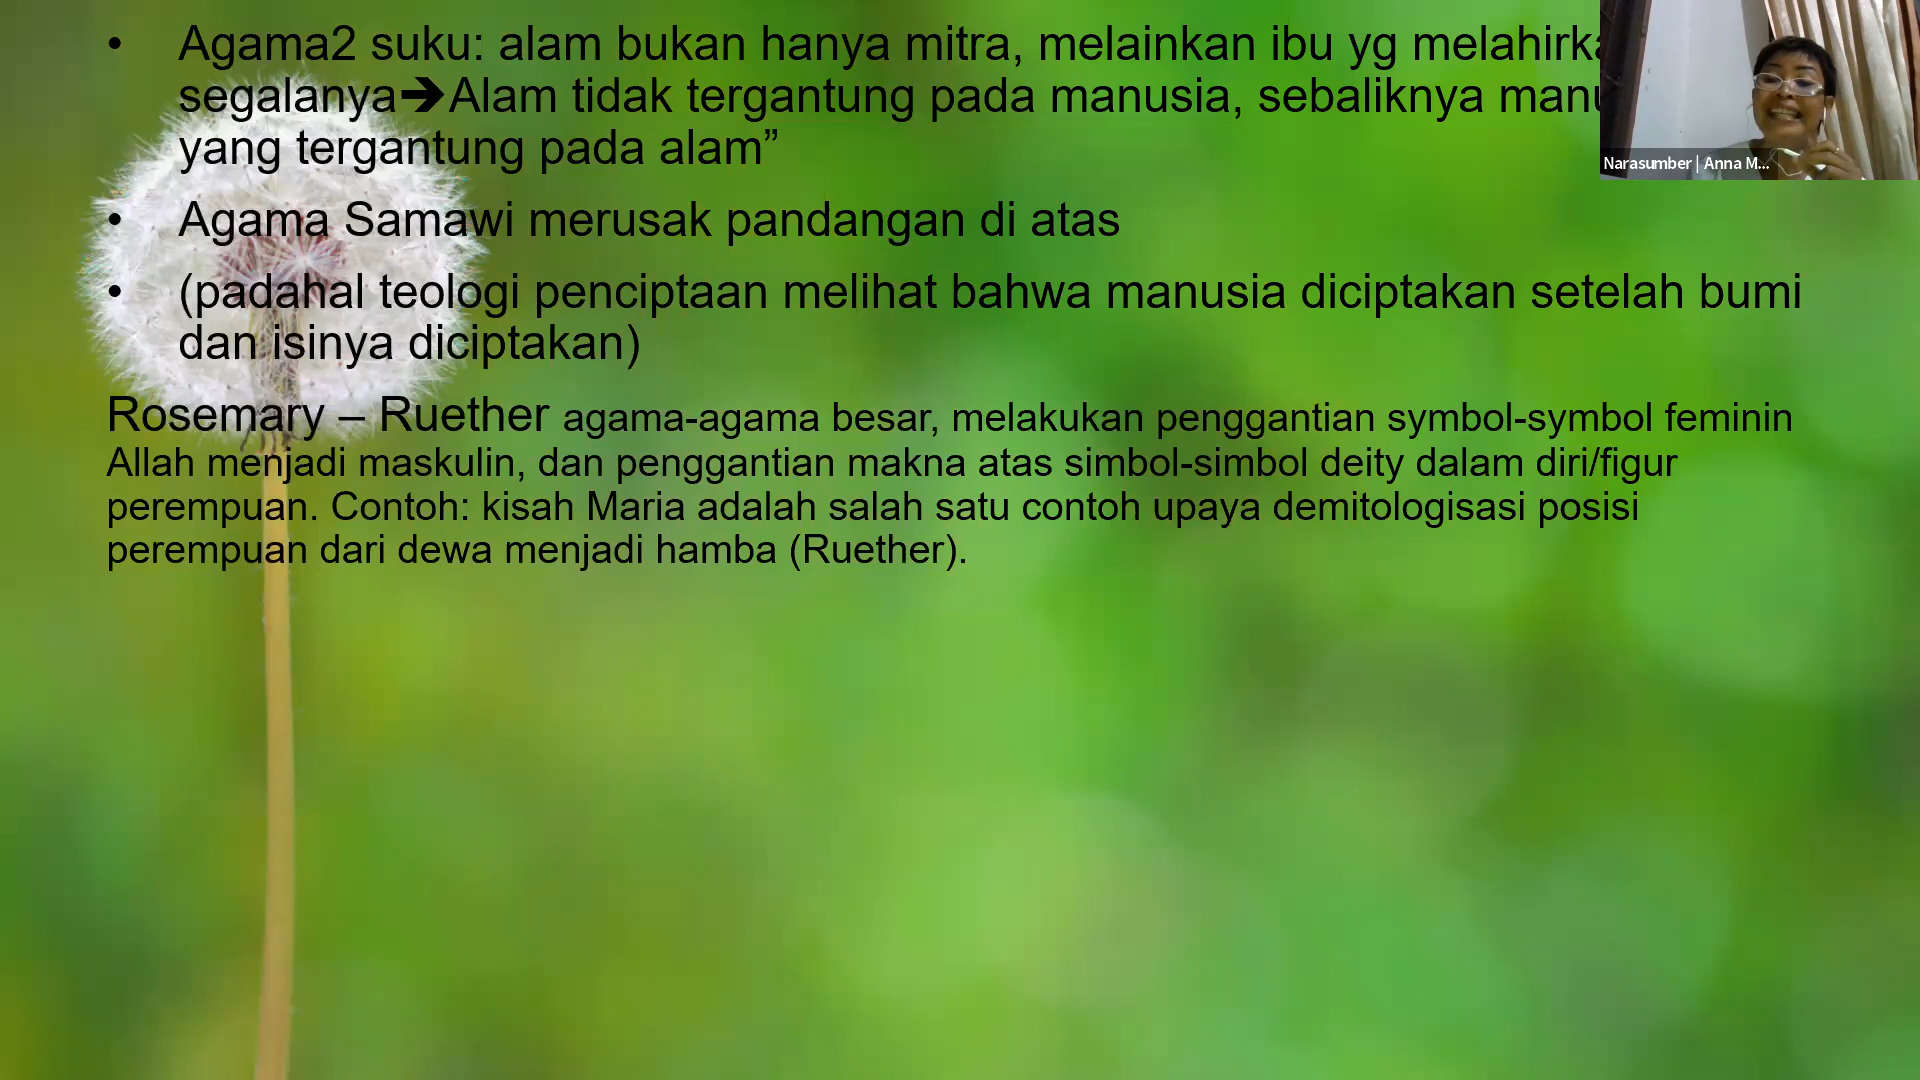 • Agama2 suku: alam bukan hanya mitra, melainkan ibu yg
segalanya➔Alam tidak tergantung pada manusia, sebaliknya
yang tergantung pada alam”
• Agama Samawi merusak pandangan di atas
• (padahal teologi penciptaan melihat bahwa manusia diciptakan setelah bumi
dan isinya diciptakan)
Rosemary – Ruether agama-agama besar, melakukan penggantian symbol-symbol feminin
Allah menjadi maskulin, dan penggantian makna atas simbol-simbol deity dalam diri/figur
perempuan. Contoh: kisah Maria adalah salah satu contoh upaya demitologisasi posisi
perempuan dari dewa menjadi hamba (Ruether).
Narasumber | Anna M...